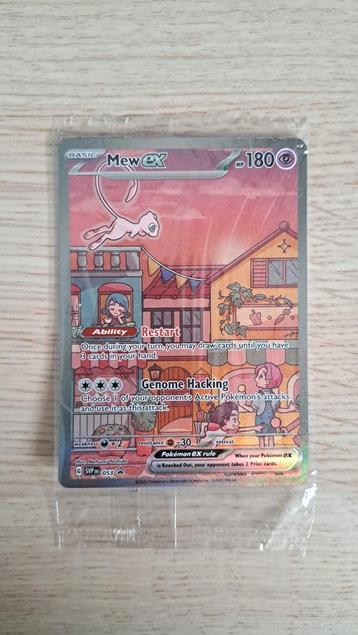 BASIC
Mew ex
HP 180
Ability Restart
Once during your turn, you may draw cards until you have
3 cards in your hand.
Genome Hacking
Choose 1 of your opponent's Active Pokémon's attacks
and use it as this attack.
weakness ×2 resistance -30 retreat
Illus.
Pokémon ex rule
When your Pokémon ex
is Knocked Out, your opponent takes 2 Prize cards.
G SVP EN 053